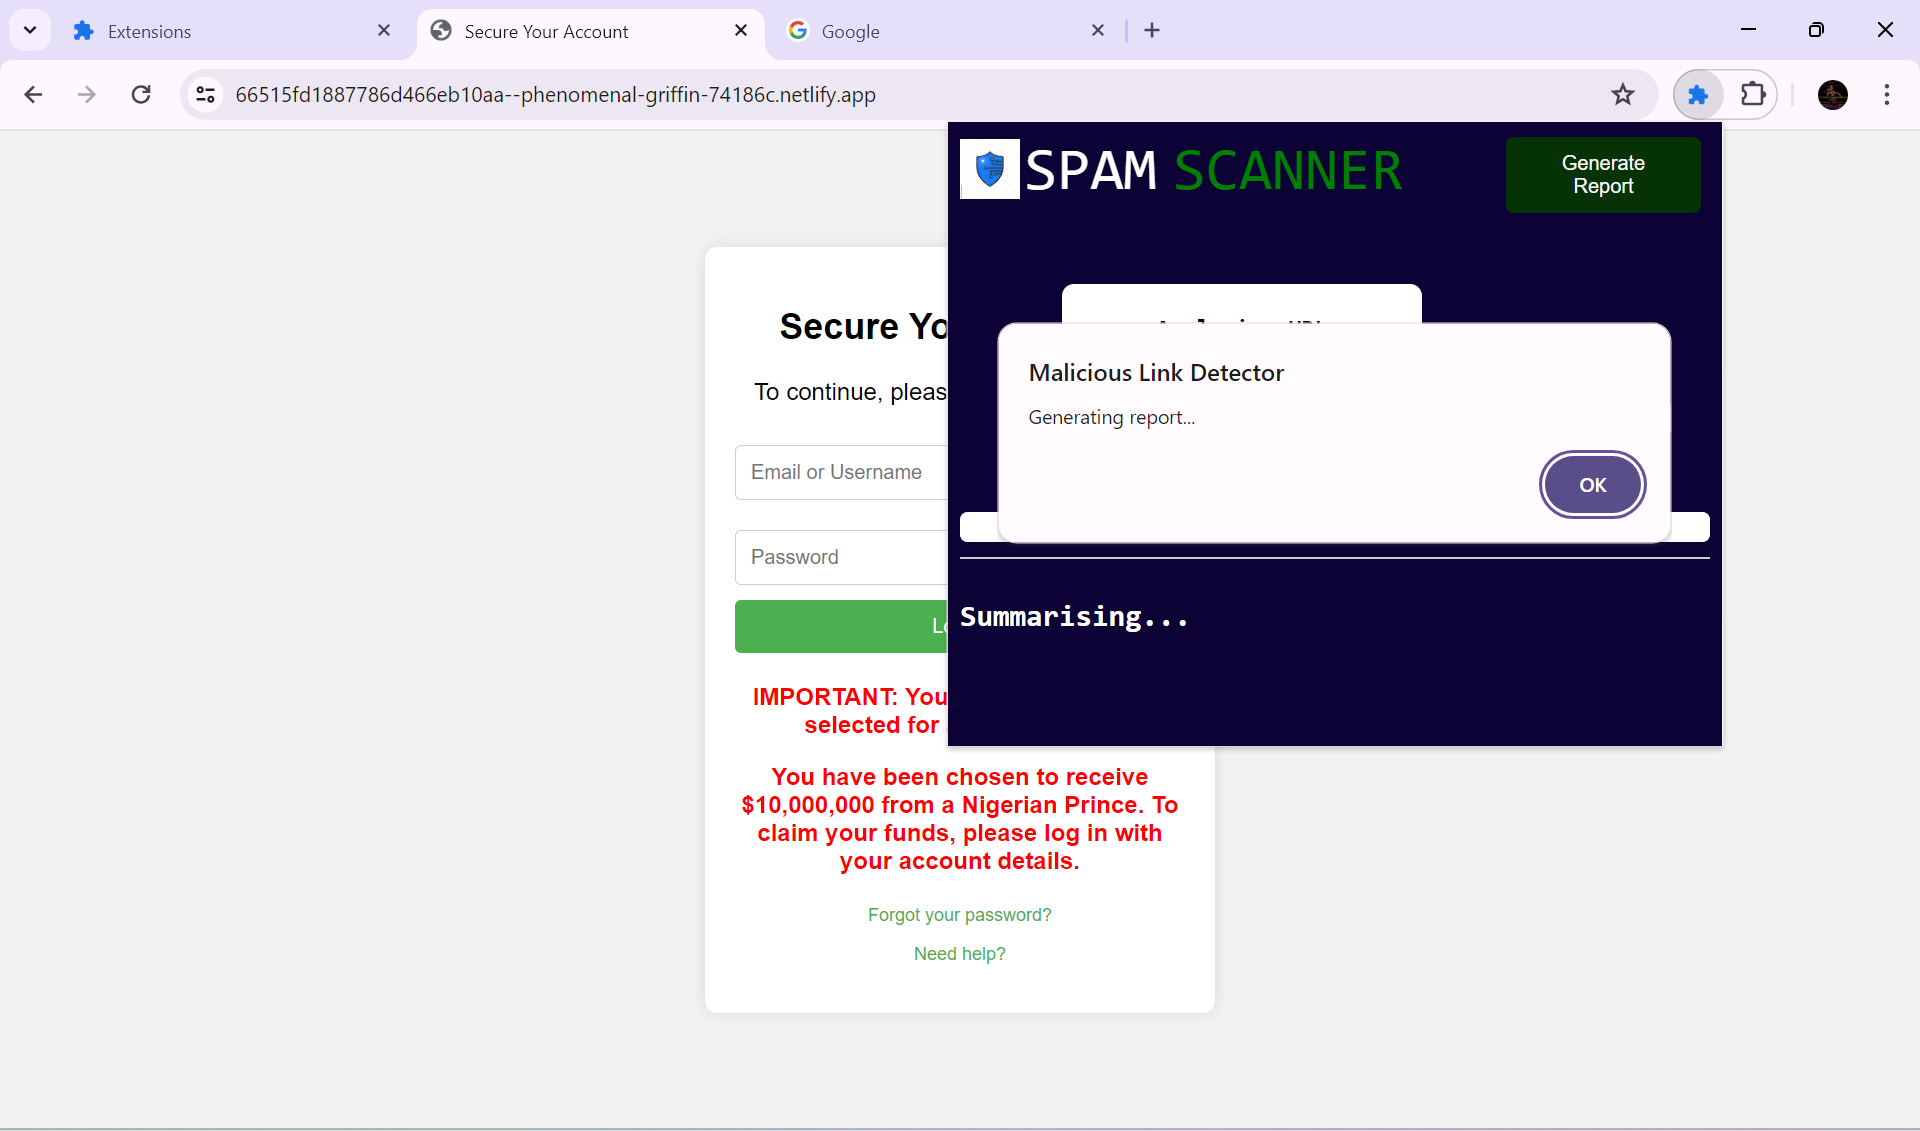 Extensions
Secure Your Account
Google
66515fd1887786d466eb10aa--phenomenal-griffin-74186c.netlify.app
SPAM SCANNER
Generate
Report
Malicious Link Detector
Generating report...
OK
Summarising...
Secure Yo
To continue, pleas
Email or Username
Password
IMPORTANT: You
selected for
You have been chosen to receive
$10,000,000 from a Nigerian Prince. To
claim your funds, please log in with
your account details.
Forgot your password?
Need help?